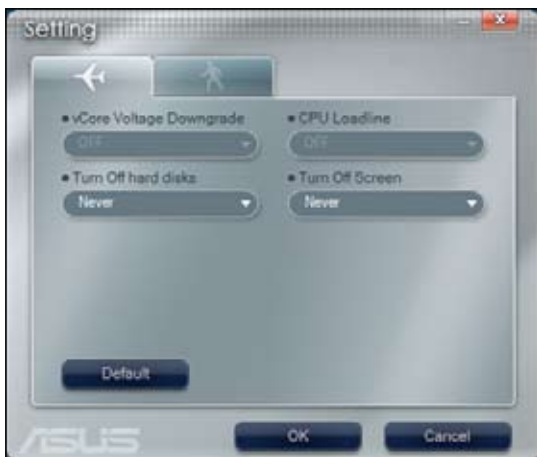 Setting
• vCore Voltage Downgrade
OFF
• CPU Loadline
OFF
• Turn Off hard disks
Never
• Turn Off Screen
Never
Default
ASUS
OK
Cancel